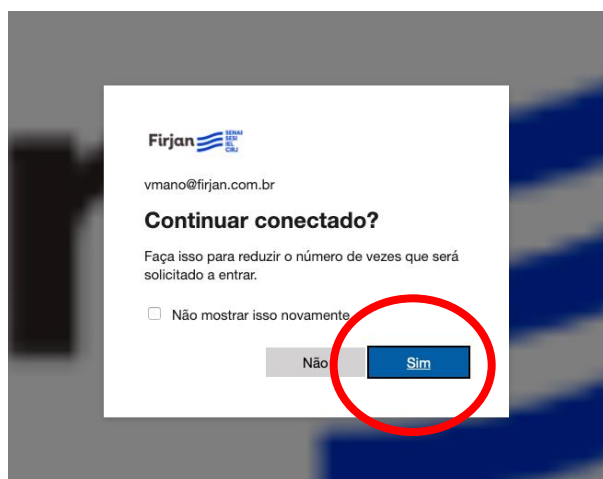 Firjan
SENAI
SESI
IEL
CIRJ
vmano@firjan.com.br
Continuar conectado?
Faça isso para reduzir o número de vezes que será
solicitado a entrar.
Não mostrar isso novamente
Não
Sim